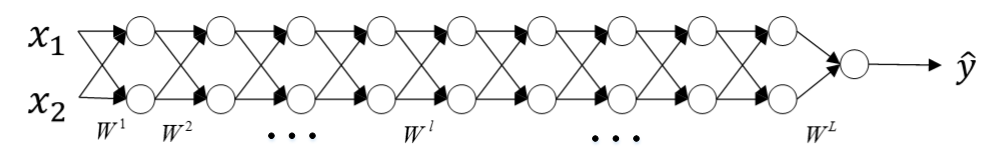 x₁
x₂
ŷ
W¹ W² ... Wˡ ... Wᴸ